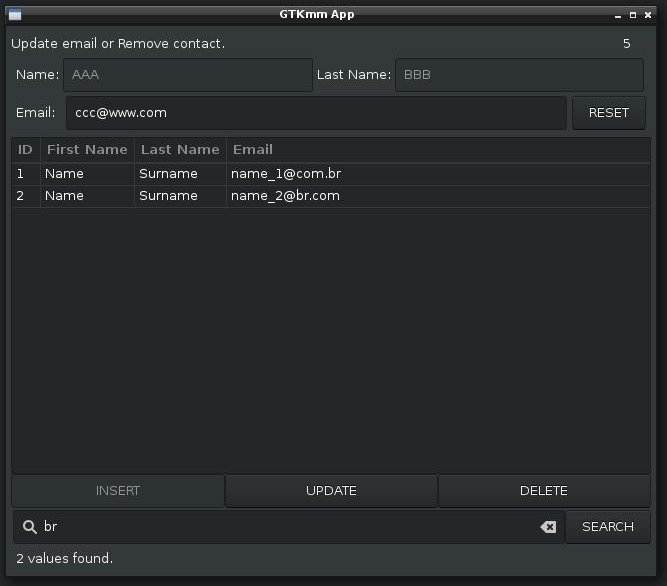 GTKmm App
Update email or Remove contact. 5
Name: AAA Last Name: BBB
Email: ccc@www.com RESET
ID First Name Last Name Email
1 Name Surname name_1@com.br
2 Name Surname name_2@br.com
INSERT UPDATE DELETE
br SEARCH
2 values found.